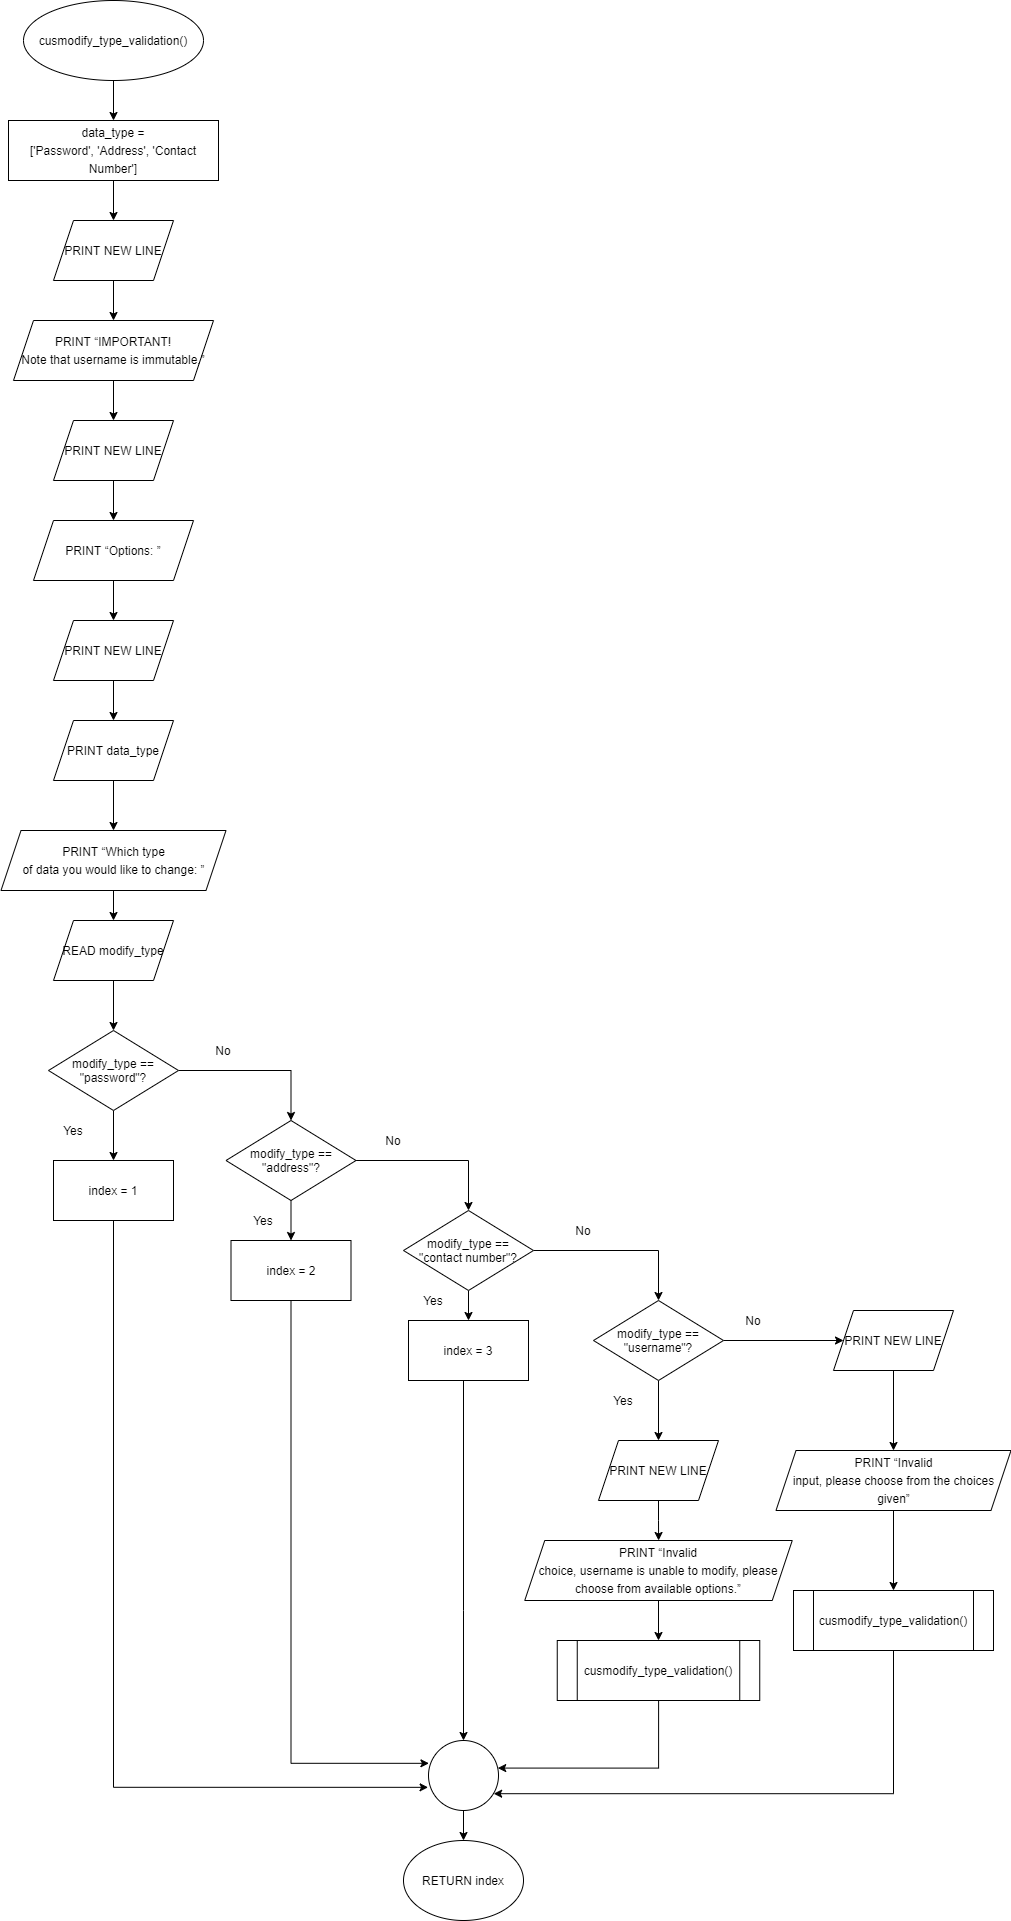 cusmodify_type_validation()
data_type =
['Password', 'Address', 'Contact
Number']
PRINT NEW LINE
PRINT “IMPORTANT!
Note that username is immutable.”
PRINT NEW LINE
PRINT “Options: ”
PRINT NEW LINE
PRINT data_type
PRINT “Which type
of data you would like to change: ”
READ modify_type
modify_type ==
"password"?
No
Yes
index = 1
modify_type ==
"address"?
No
Yes
index = 2
modify_type ==
"contact number"?
No
Yes
index = 3
modify_type ==
"username"?
No
Yes
PRINT NEW LINE
PRINT “Invalid
choice, username is unable to modify, please
choose from available options.”
cusmodify_type_validation()
PRINT NEW LINE
PRINT “Invalid
input, please choose from the choices
given”
cusmodify_type_validation()
RETURN index